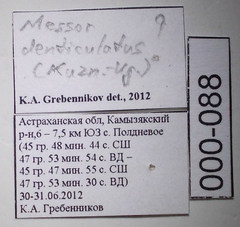 Messor ?
denticulatus
(Kuzn.-Ug.)
K.A. Grebennikov det., 2012
Астраханская обл, Камызякский
р-н,6 – 7,5 км ЮЗ с. Полдневое
(45 гр. 48 мин. 44 с. СШ
47 гр. 53 мин. 54 с. ВД –
45 гр. 47 мин. 55 с. СШ
47 гр. 53 мин. 30 с. ВД)
30-31.06.2012
К.А. Гребенников
000-088